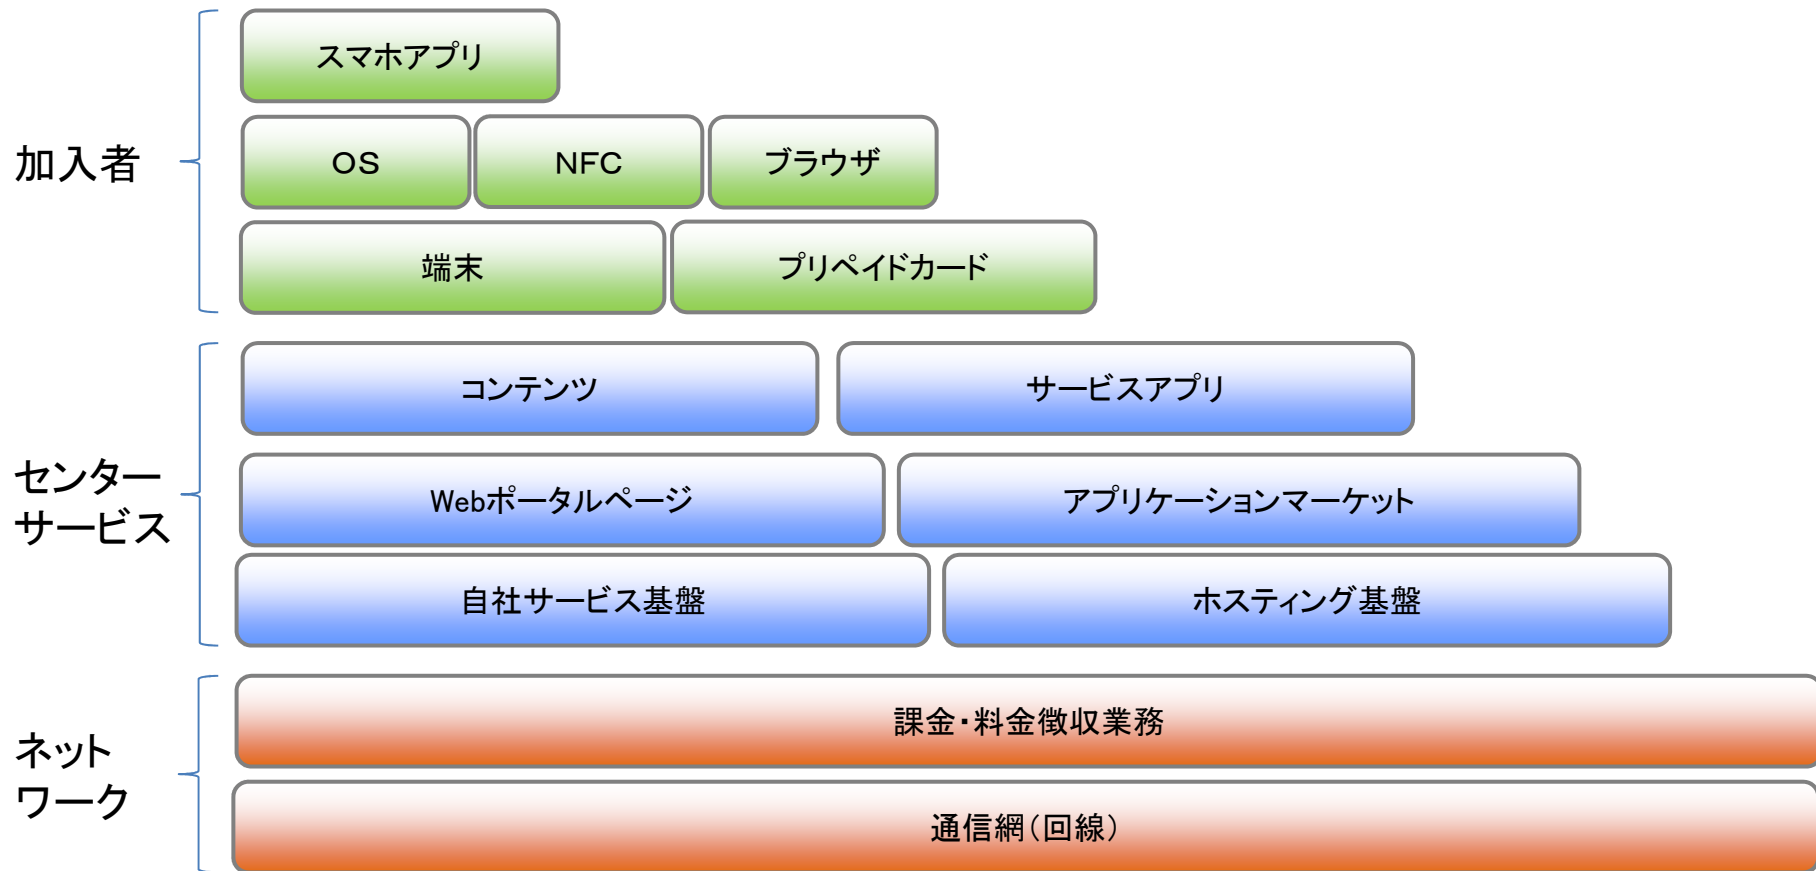 スマホアプリ
加入者
OS
NFC
ブラウザ
端末
プリペイドカード
コンテンツ
サービスアプリ
センター
サービス
Webポータルページ
アプリケーションマーケット
自社サービス基盤
ホスティング基盤
課金・料金徴収業務
ネット
ワーク
通信網（回線）